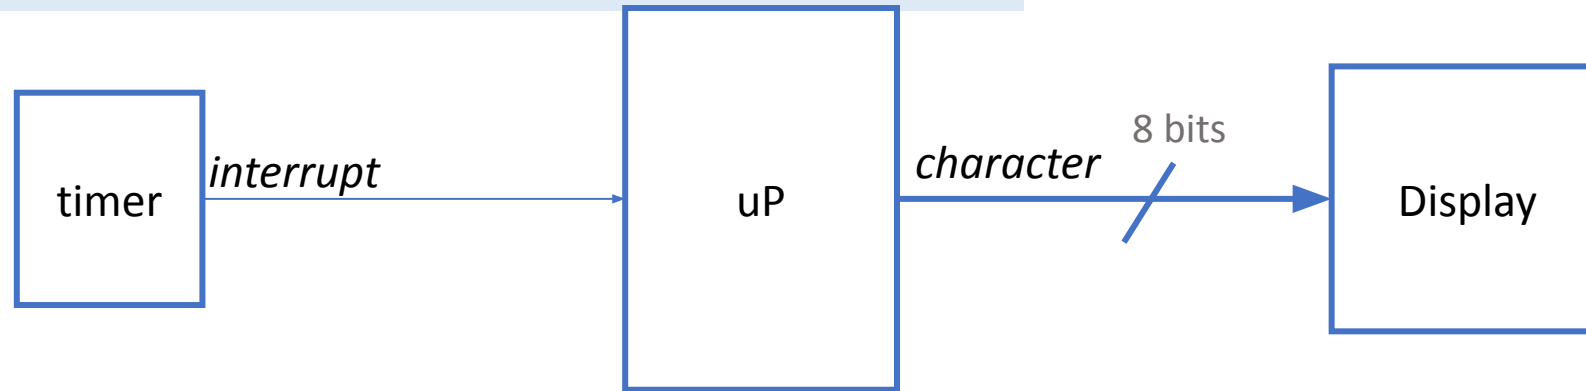 timer
interrupt
uP
character
8 bits
Display